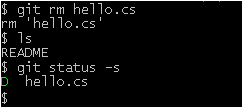 $ git rm hello.cs
rm 'hello.cs'
$ ls
README
$ git status -s
D  hello.cs
$